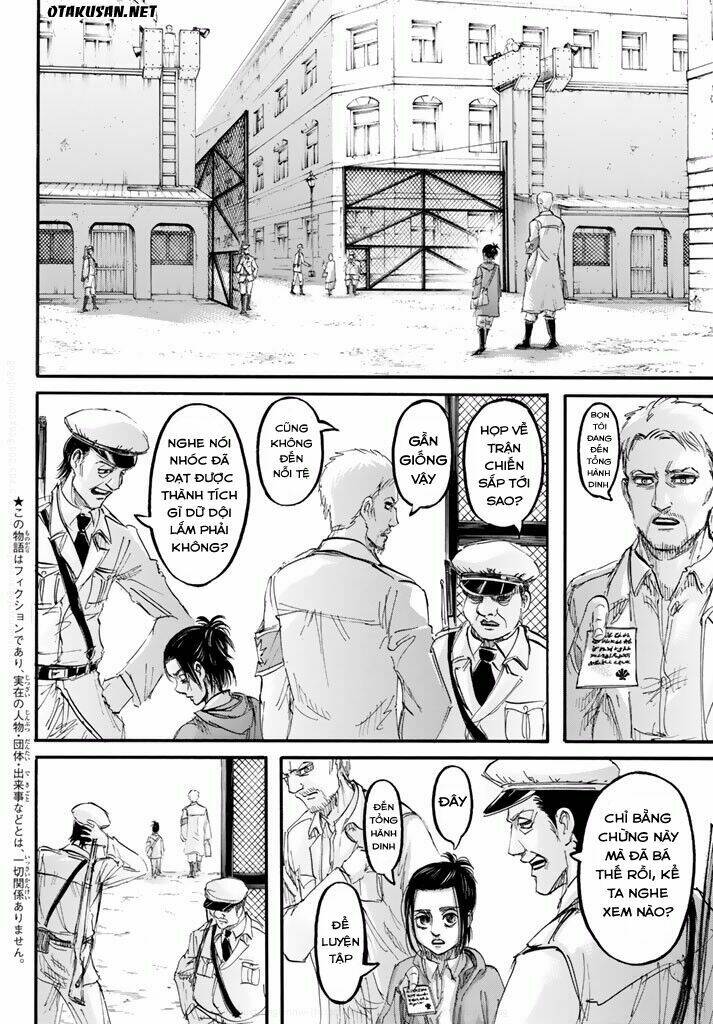 OTAKUSAN.NET
BỌN
TÔI
ĐANG
ĐẾN
TỔNG
HÀNH
DINH
HỌP VỀ
TRẬN
CHIẾN
SẮP TỚI
SAO?
GẦN
GIỐNG
VẬY
CŨNG
KHÔNG
ĐẾN
NỖI TỆ
NGHE NÓI
NHÓC ĐÃ
ĐẠT ĐƯỢC
THÀNH TÍCH
GÌ DỮ DỘI
LẮM PHẢI
KHÔNG?
CHỈ BẰNG
CHỪNG NÀY
MÀ ĐÃ BÁ
THẾ RỒI, KỂ
TA NGHE
XEM NÀO?
ĐÂY
ĐẾN
TỔNG
HÀNH
DINH
ĐỂ
LUYỆN
TẬP
★この物語はフィクションであり、実在の人物・団体・出来事などとは、一切関係ありません。